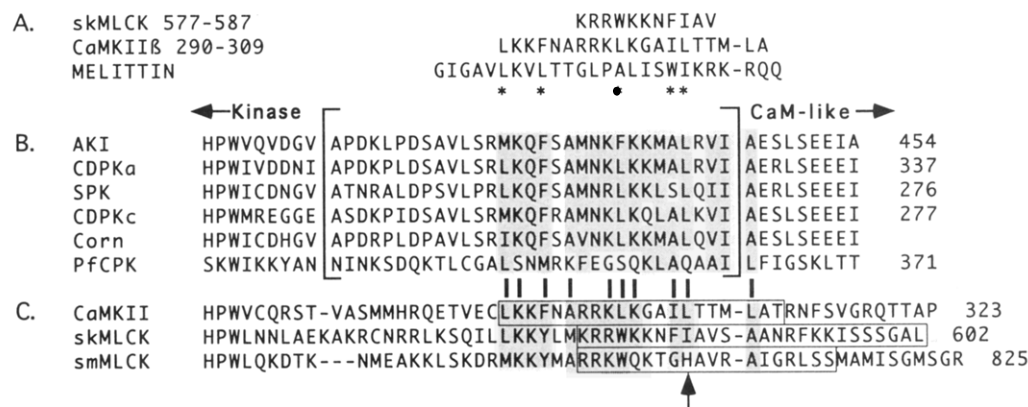 A. skMLCK 577-587 KRRWKKNFIAV
CaMKIIß 290-309 LKKFNARRKLKGAILTTM-LA
MELITTIN GIGAVLKVLTTGLPALISWIKRK-RQQ
* * • * *
Kinase CaM-like
B. AKI HPWVQVDGV APDKLPDSAVLSRMKQFSAMNKFKKMALRVI AESLSEEIA 454
CDPKa HPWIVDDNI APDKPLDSAVLSRLKQFSAMNKLKKMALRVI AERLSEEEI 337
SPK HPWICDNGV ATNRALDPSVLPRLKQFSAMNRLKKLSLQII AERLSEEEI 276
CDPKc HPWMREGGE ASDKPIDSAVLSRMKQFRAMNKLKQLALKVI AESLSEEEI 277
Corn HPWICDHGV APDRPLDPAVLSRIKQFSAVNKLKKMALQVI AESLSEEEI
PfCPK SKWIKKYAN NINKSDQKTLCGALSNMRKFEGSQKLAQAAI LFIGSKLTT 371
C. CaMKII HPWVCQRST-VASMMHRQETVECLKKFNARRKLKGAILTTM-LATRNFSVGRQTTAP 323
skMLCK HPWLNNLAEKAKRCNRRLKSQILLKKYLMKRRWKKNFIAVS-AANRFKKISSSGAL 602
smMLCK HPWLQKDTK---NMEAKKLSKDRMKKYMARRKWQKTGHAVR-AIGRLSSMAMISGMSGR 825